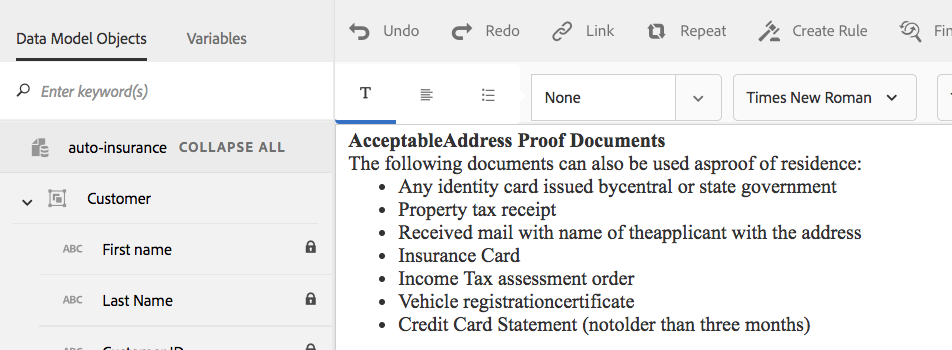 Data Model Objects Variables
Undo Redo Link Repeat Create Rule
Enter keyword(s)
T None Times New Roman
auto-insurance COLLAPSE ALL
Customer
ABC First name
ABC Last Name
AcceptableAddress Proof Documents
The following documents can also be used asproof of residence:
• Any identity card issued bycentral or state government
• Property tax receipt
• Received mail with name of theapplicant with the address
• Insurance Card
• Income Tax assessment order
• Vehicle registrationcertificate
• Credit Card Statement (notolder than three months)